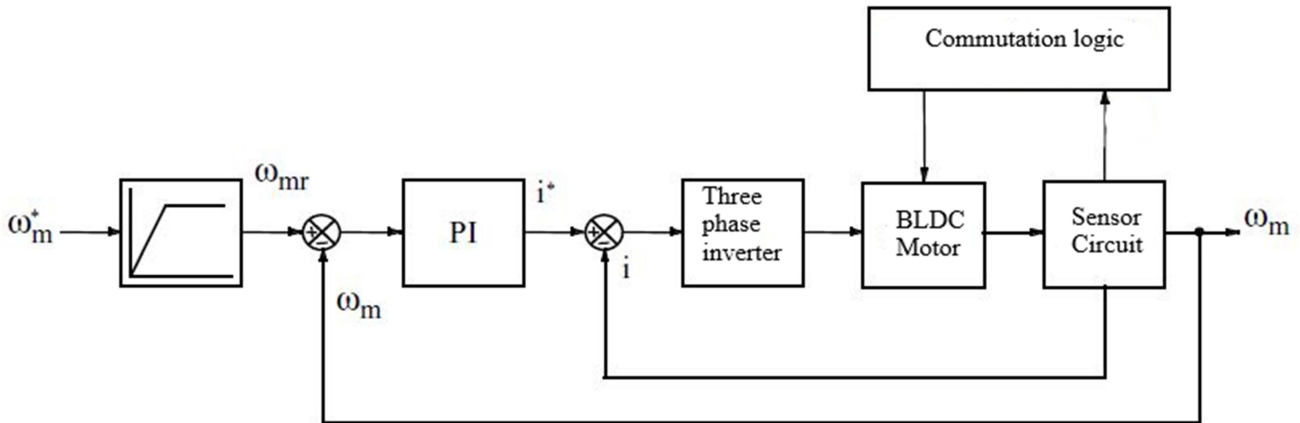 Commutation logic
ω*m
ωmr
+
−
PI
i*
+
−
i
Three
phase
inverter
BLDC
Motor
Sensor
Circuit
ωm
ωm